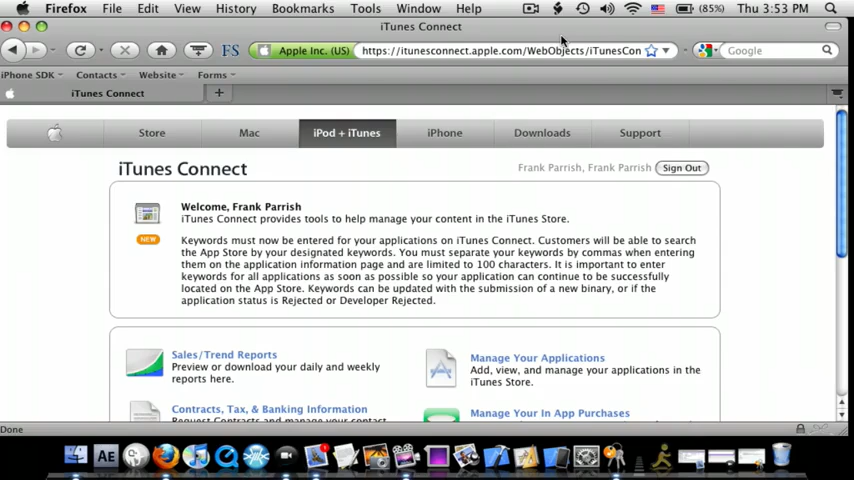 Firefox File Edit View History Bookmarks Tools Window Help (85%) Thu 3:53 PM
iTunes Connect
FS Apple Inc. (US) https://itunesconnect.apple.com/WebObjects/iTunesCon Google
iPhone SDK Contacts Website Forms
iTunes Connect
Store Mac iPod + iTunes iPhone Downloads Support
iTunes Connect Frank Parrish, Frank Parrish Sign Out
Welcome, Frank Parrish
iTunes Connect provides tools to help manage your content in the iTunes Store.
NEW Keywords must now be entered for your applications on iTunes Connect. Customers will be able to search
the App Store by your designated keywords. You must separate your keywords by commas when entering
them on the application information page and are limited to 100 characters. It is important to enter
keywords for all applications as soon as possible so your application can continue to be successfully
located on the App Store. Keywords can be updated with the submission of a new binary, or if the
application status is Rejected or Developer Rejected.
Sales/Trend Reports
Preview or download your daily and weekly
reports here.
Manage Your Applications
Add, view, and manage your applications in the
iTunes Store.
Contracts, Tax, & Banking Information
Request Contracts and manage your contact
Manage Your In App Purchases
Done
AE